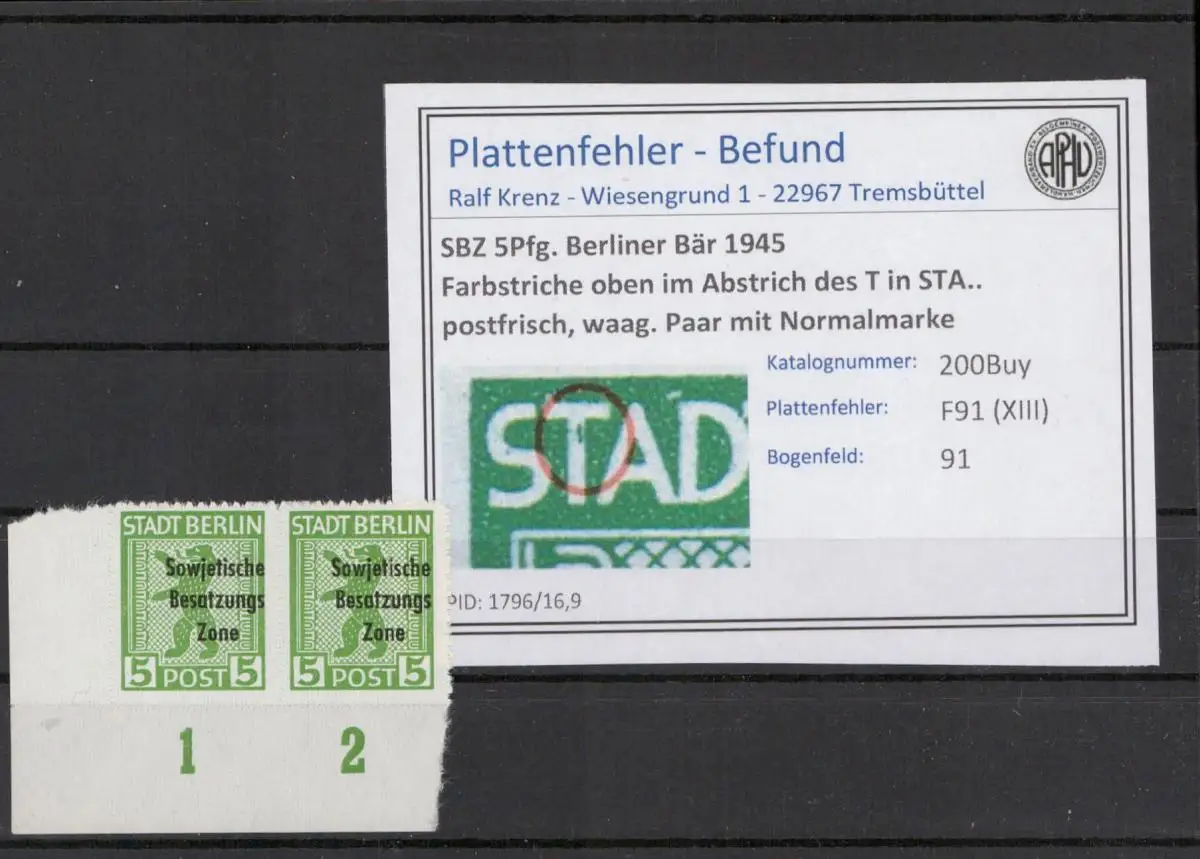 Plattenfehler - Befund
Ralf Krenz - Wiesengrund 1 - 22967 Tremsbüttel
APHV
SBZ 5Pfg. Berliner Bär 1945
Farbstriche oben im Abstrich des T in STA..
postfrisch, waag. Paar mit Normalmarke
Katalognummer: 200Buy
Plattenfehler: F91 (XIII)
Bogenfeld: 91
STAD
PID: 1796/16,9
STADT BERLIN
Sowjetische
Besatzungs
Zone
5 POST 5
STADT BERLIN
Sowjetische
Besatzungs
Zone
5 POST 5
1 2